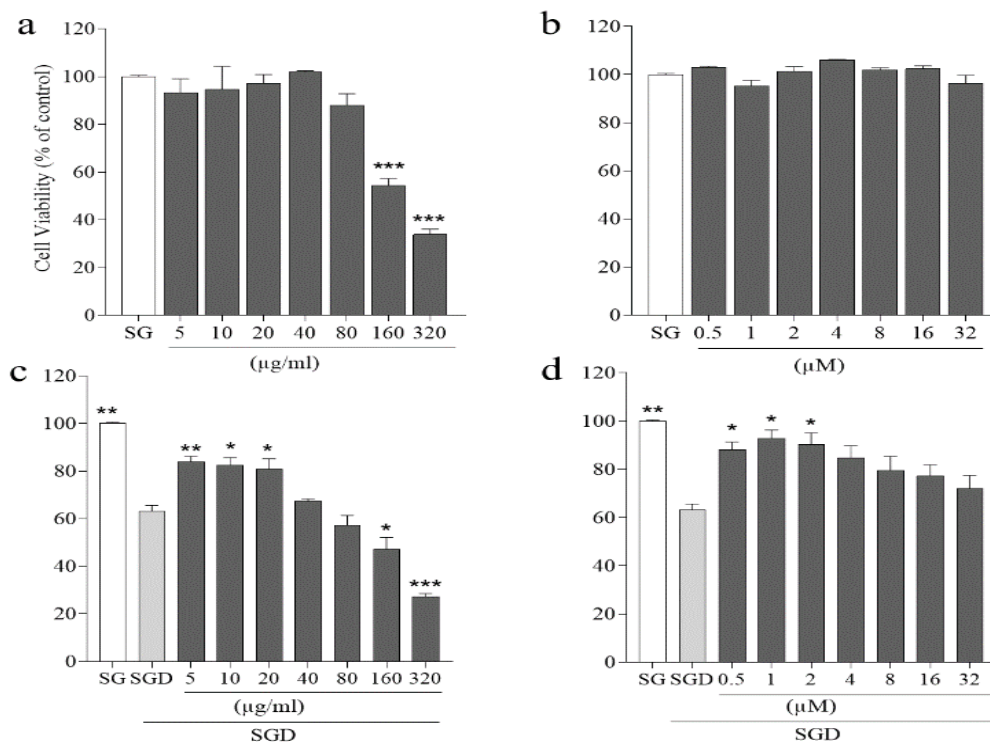 a
b
Cell Viability (% of control)
120
100
80
60
40
20
0
***
***
SG 5 10 20 40 80 160 320
(µg/ml)
120
100
80
60
40
20
0
SG 0.5 1 2 4 8 16 32
(µM)
c
d
120
100
80
60
40
20
0
**
**
*
*
*
***
SG SGD 5 10 20 40 80 160 320
(µg/ml)
SGD
120
100
80
60
40
20
0
**
*
*
*
SG SGD 0.5 1 2 4 8 16 32
(µM)
SGD